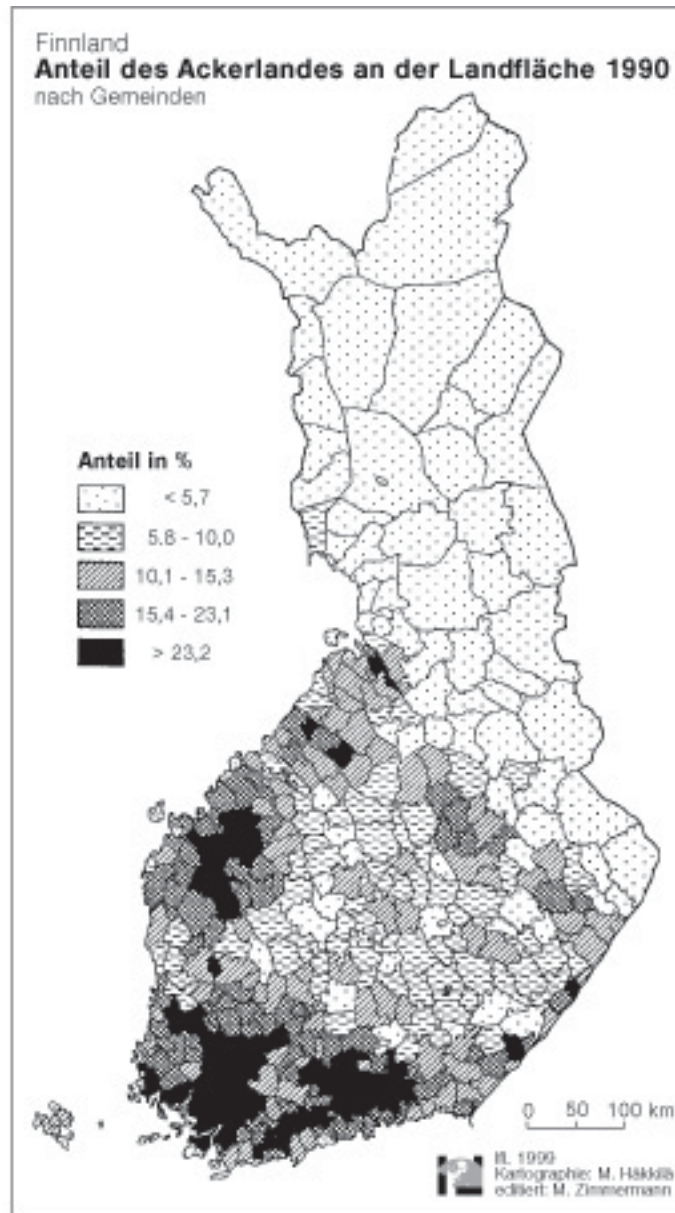 Finnland
Anteil des Ackerlandes an der Landfläche 1990
nach Gemeinden
Anteil in %
< 5,7
5.8 - 10,0
10,1 - 15,3
15,4 - 23,1
> 23,2
0 50 100 km
IfL 1999
Kartographie: M. Häkkilä
editiert: M. Zimmermann